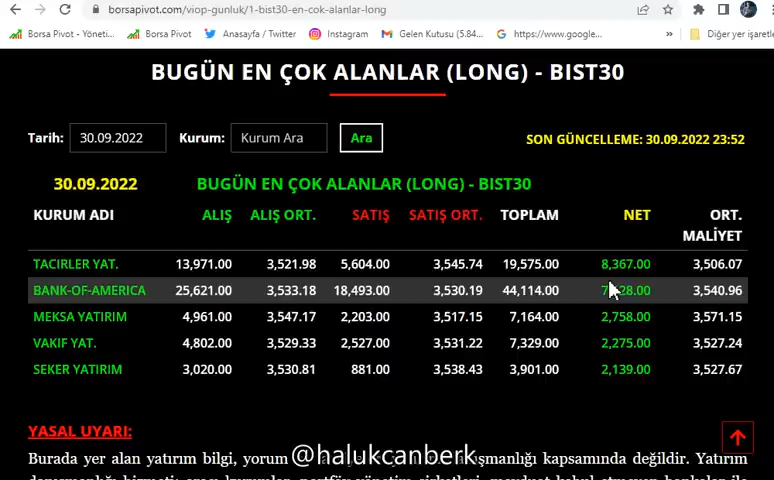 borsapivot.com/viop-gunluk/1-bist30-en-cok-alanlar-long
Borsa Pivot - Yöneti... Borsa Pivot Anasayfa / Twitter Instagram Gelen Kutusu (5.84... https://www.google... » Diğer yer işaretle
BUGÜN EN ÇOK ALANLAR (LONG) - BIST30
Tarih: 30.09.2022 Kurum: Kurum Ara Ara SON GÜNCELLEME: 30.09.2022 23:52
30.09.2022 BUGÜN EN ÇOK ALANLAR (LONG) - BIST30
KURUM ADI ALIŞ ALIŞ ORT. SATIŞ SATIŞ ORT. TOPLAM NET ORT. MALİYET
TACIRLER YAT. 13,971.00 3,521.98 5,604.00 3,545.74 19,575.00 8,367.00 3,506.07
BANK-OF-AMERICA 25,621.00 3,533.18 18,493.00 3,530.19 44,114.00 3,540.96
MEKSA YATIRIM 4,961.00 3,547.17 2,203.00 3,517.15 7,164.00 2,758.00 3,571.15
VAKIF YAT. 4,802.00 3,529.33 2,527.00 3,531.22 7,329.00 2,275.00 3,527.24
SEKER YATIRIM 3,020.00 3,530.81 881.00 3,538.43 3,901.00 2,139.00 3,527.67
YASAL UYARI:
Burada yer alan yatırım bilgi, yorum kapsamında değildir. Yatırım
@halukcanberk